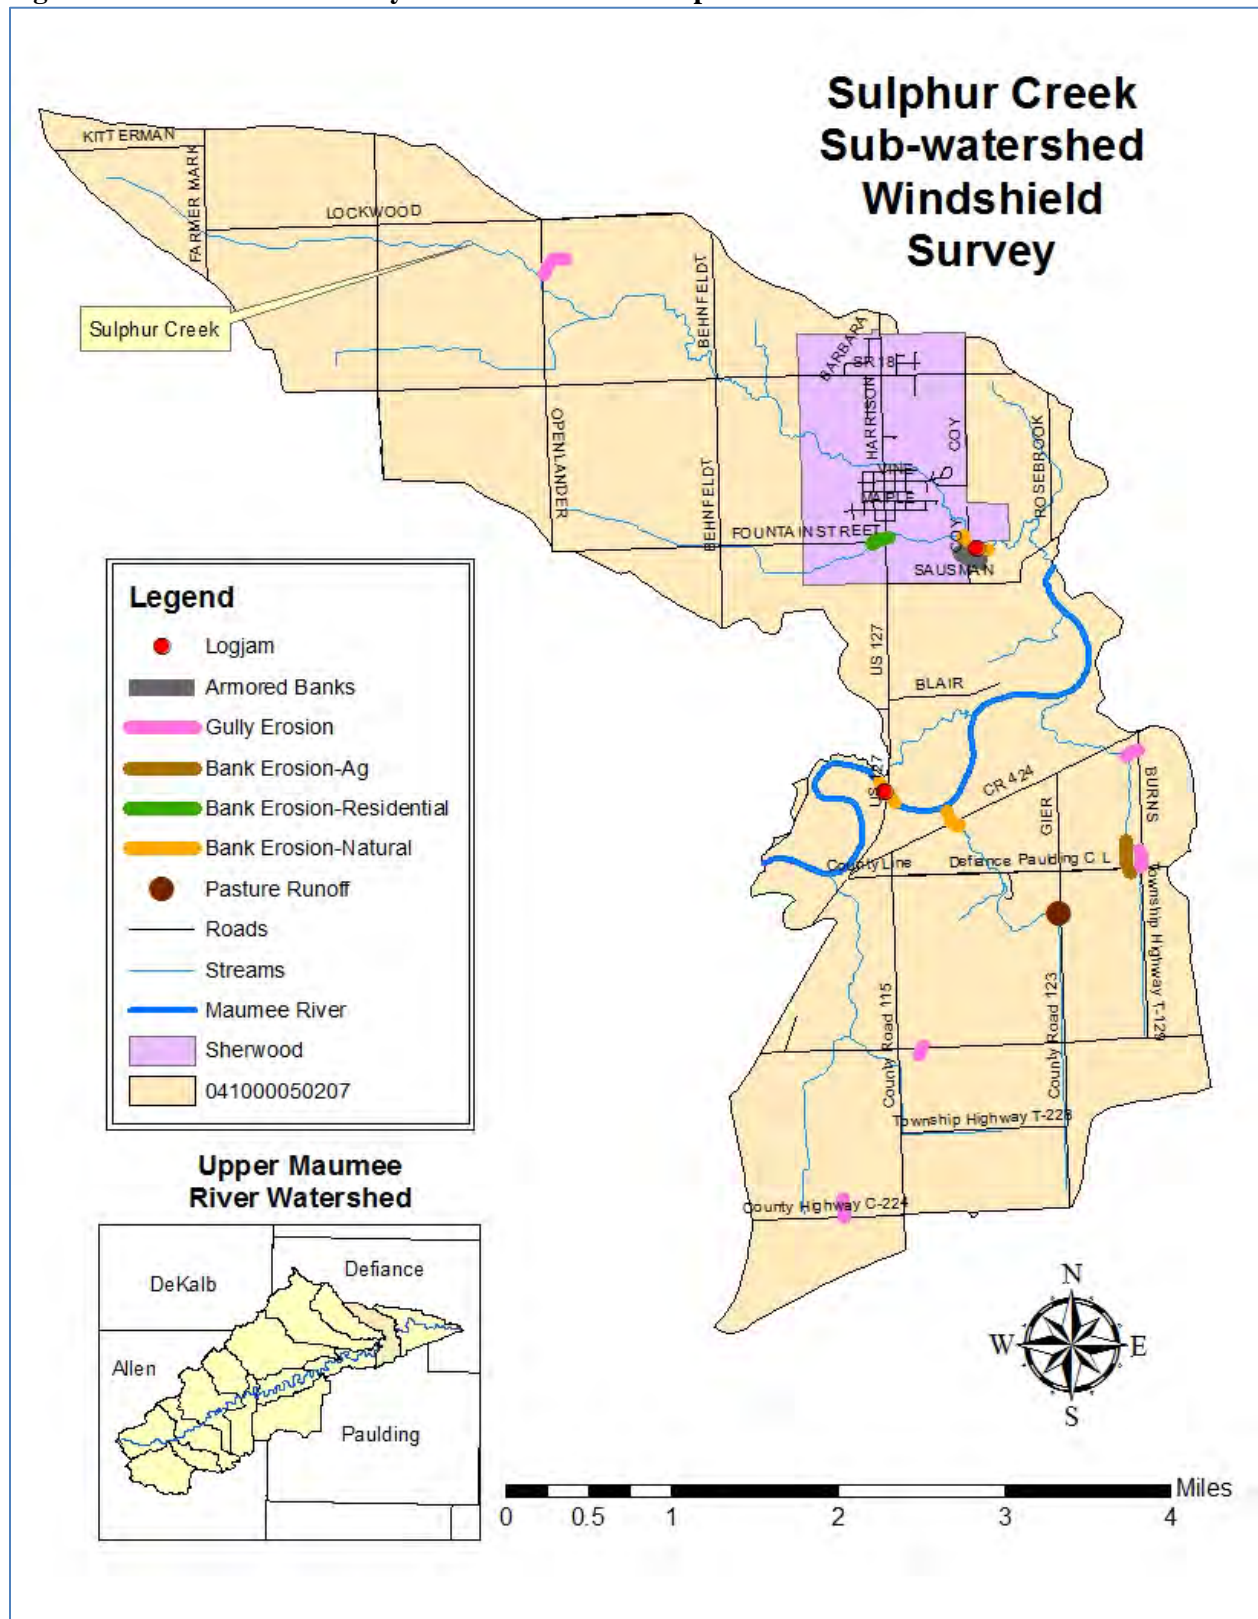 Sulphur Creek
Sub-watershed
Windshield
Survey
KITTERMAN
FARMER MARK
LOCKWOOD
Sulphur Creek
BEHNFELDT
BARBARA
SR 18
HARRISON
COY
ROSEBROOK
OPENLANDER
BEHNFELDT
VINE
MAPLE
FOUNTAIN STREET
COY
SAUSMAN
US 127
BLAIR
US 127
CR 424
GIER
BURNS
County Line
Defiance Paulding C L
Township Highway T-129
County Road 115
County Road 123
Township Highway T-228
County Highway C-224
Legend
Logjam
Armored Banks
Gully Erosion
Bank Erosion-Ag
Bank Erosion-Residential
Bank Erosion-Natural
Pasture Runoff
Roads
Streams
Maumee River
Sherwood
041000050207
Upper Maumee
River Watershed
DeKalb
Defiance
Allen
Paulding
N
W E
S
Miles
0 0.5 1 2 3 4